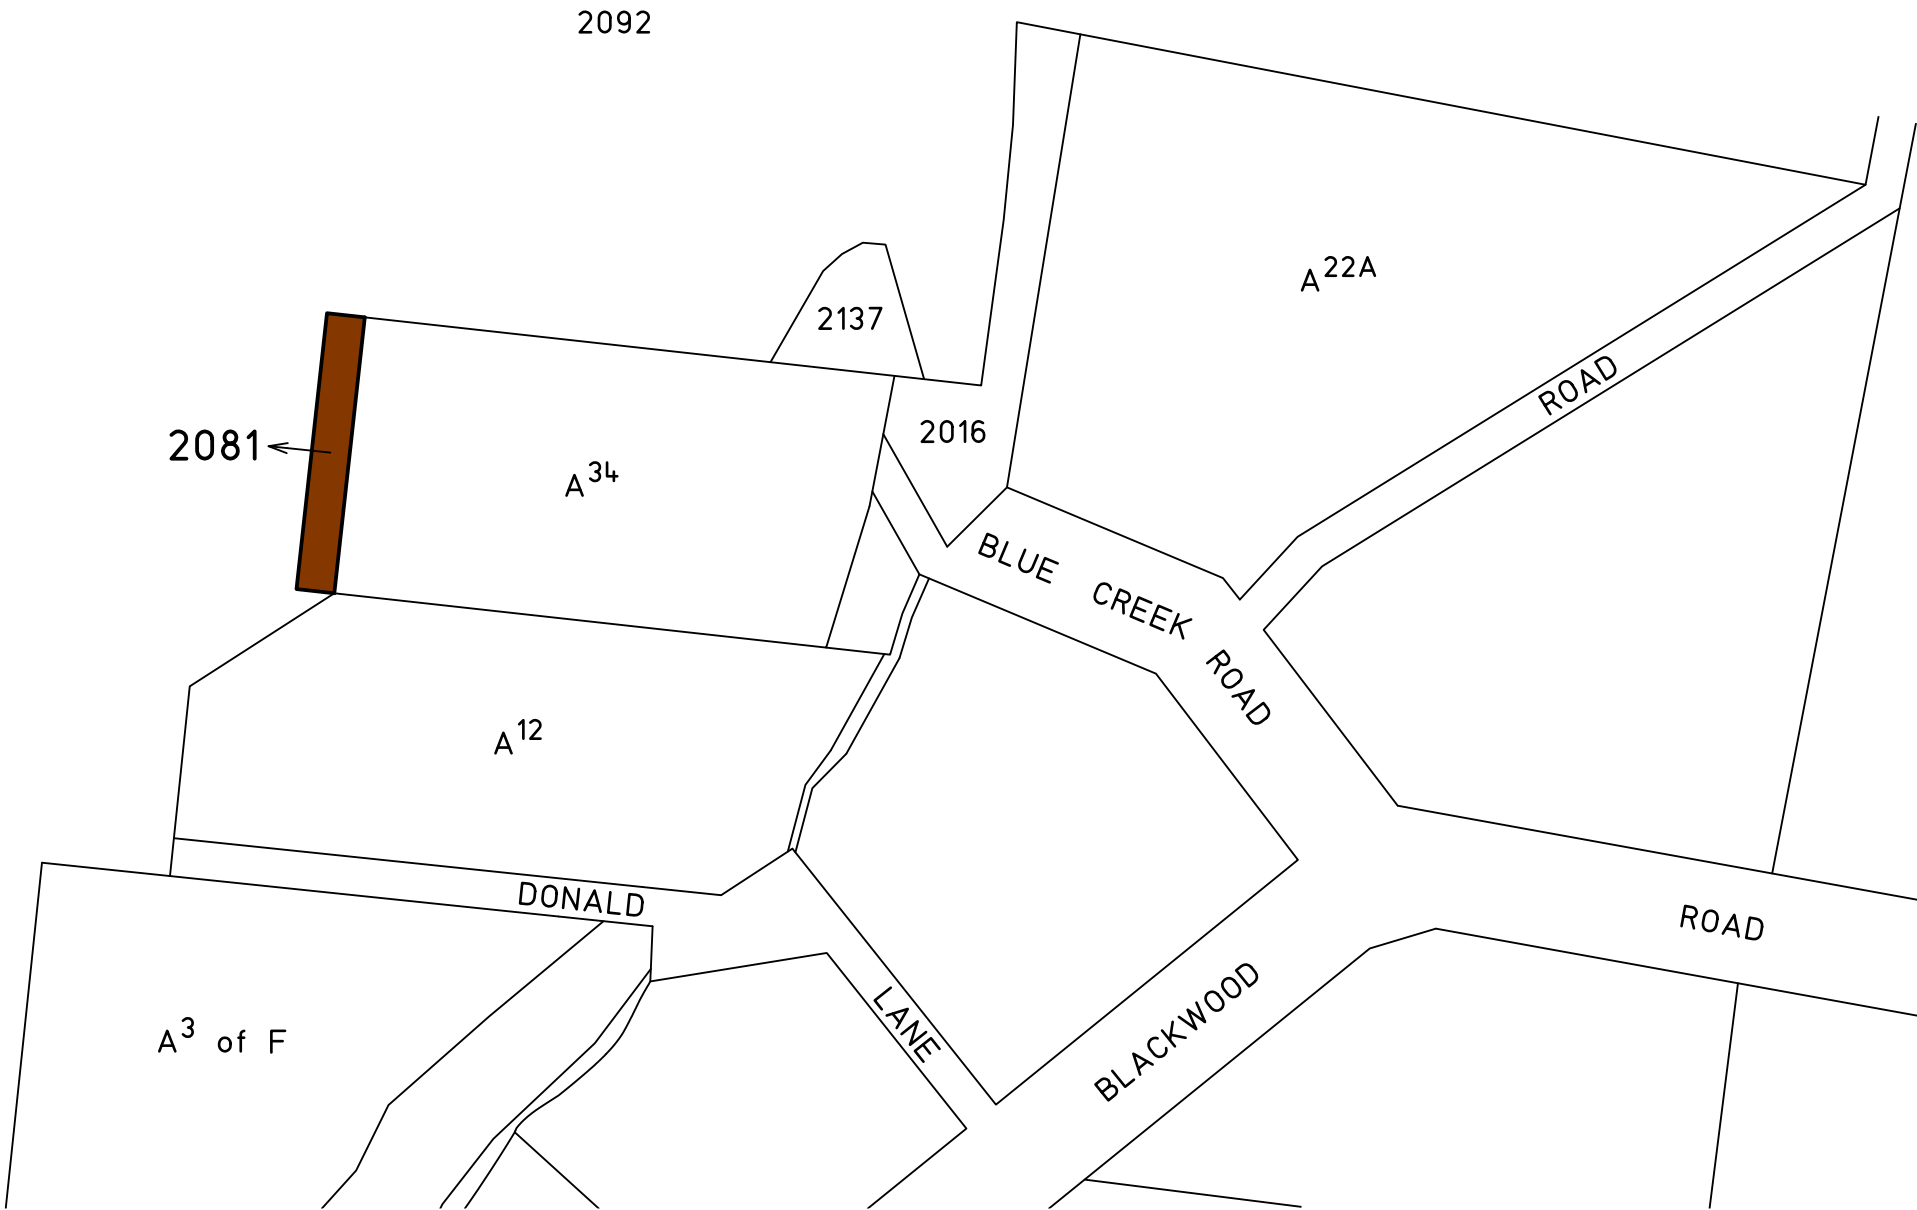 2092
A22A
2137
ROAD
2016
2081
A34
BLUE CREEK ROAD
A12
DONALD LANE
ROAD
BLACKWOOD
A3 of F